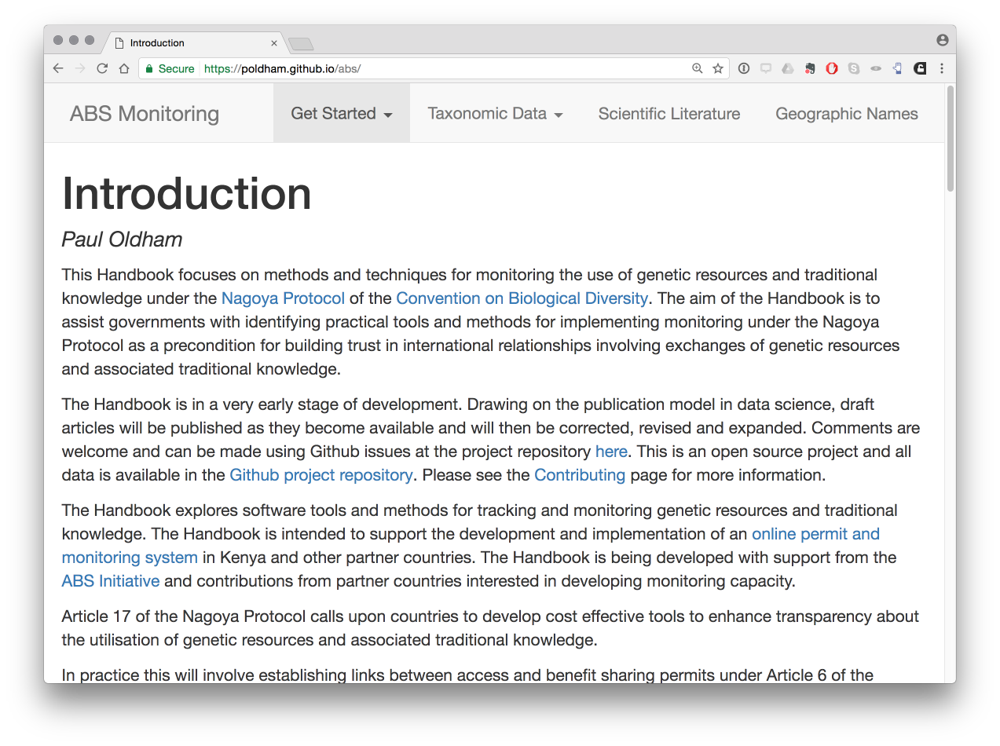 Introduction
Secure https://poldham.github.io/abs/
ABS Monitoring Get Started Taxonomic Data Scientific Literature Geographic Names
Introduction
Paul Oldham
This Handbook focuses on methods and techniques for monitoring the use of genetic resources and traditional
knowledge under the Nagoya Protocol of the Convention on Biological Diversity. The aim of the Handbook is to
assist governments with identifying practical tools and methods for implementing monitoring under the Nagoya
Protocol as a precondition for building trust in international relationships involving exchanges of genetic resources
and associated traditional knowledge.
The Handbook is in a very early stage of development. Drawing on the publication model in data science, draft
articles will be published as they become available and will then be corrected, revised and expanded. Comments are
welcome and can be made using Github issues at the project repository here. This is an open source project and all
data is available in the Github project repository. Please see the Contributing page for more information.
The Handbook explores software tools and methods for tracking and monitoring genetic resources and traditional
knowledge. The Handbook is intended to support the development and implementation of an online permit and
monitoring system in Kenya and other partner countries. The Handbook is being developed with support from the
ABS Initiative and contributions from partner countries interested in developing monitoring capacity.
Article 17 of the Nagoya Protocol calls upon countries to develop cost effective tools to enhance transparency about
the utilisation of genetic resources and associated traditional knowledge.
In practice this will involve establishing links between access and benefit sharing permits under Article 6 of the